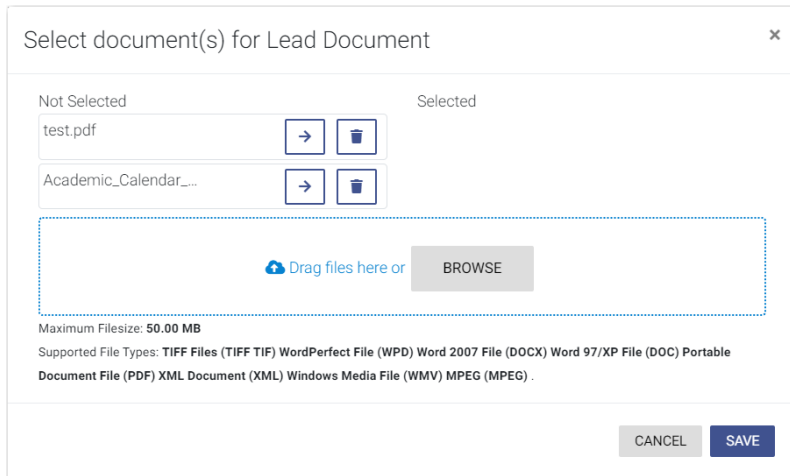 Select document(s) for Lead Document
×
Not Selected
Selected
test.pdf
Academic_Calendar_...
Drag files here or BROWSE
Maximum Filesize: 50.00 MB
Supported File Types: TIFF Files (TIFF TIF) WordPerfect File (WPD) Word 2007 File (DOCX) Word 97/XP File (DOC) Portable
Document File (PDF) XML Document (XML) Windows Media File (WMV) MPEG (MPEG) .
CANCEL SAVE